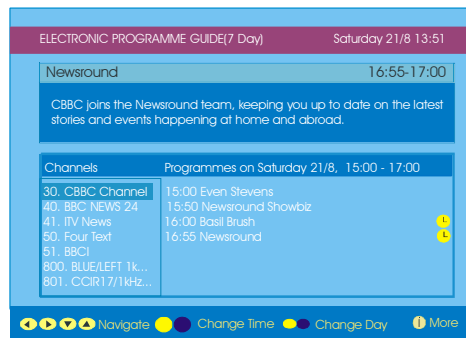 ELECTRONIC PROGRAMME GUIDE(7 Day) Saturday 21/8 13:51
Newsround 16:55-17:00
CBBC joins the Newsround team, keeping you up to date on the latest
stories and events happening at home and abroad.
Channels Programmes on Saturday 21/8, 15:00 - 17:00
30. CBBC Channel 15:00 Even Stevens
40. BBC NEWS 24 15:50 Newsround Showbiz
41. ITV News 16:00 Basil Brush L
50. Four Text 16:55 Newsround L
51. BBCI
800. BLUE/LEFT 1k...
801. CCIR17/1kHz...
Navigate Change Time Change Day i More